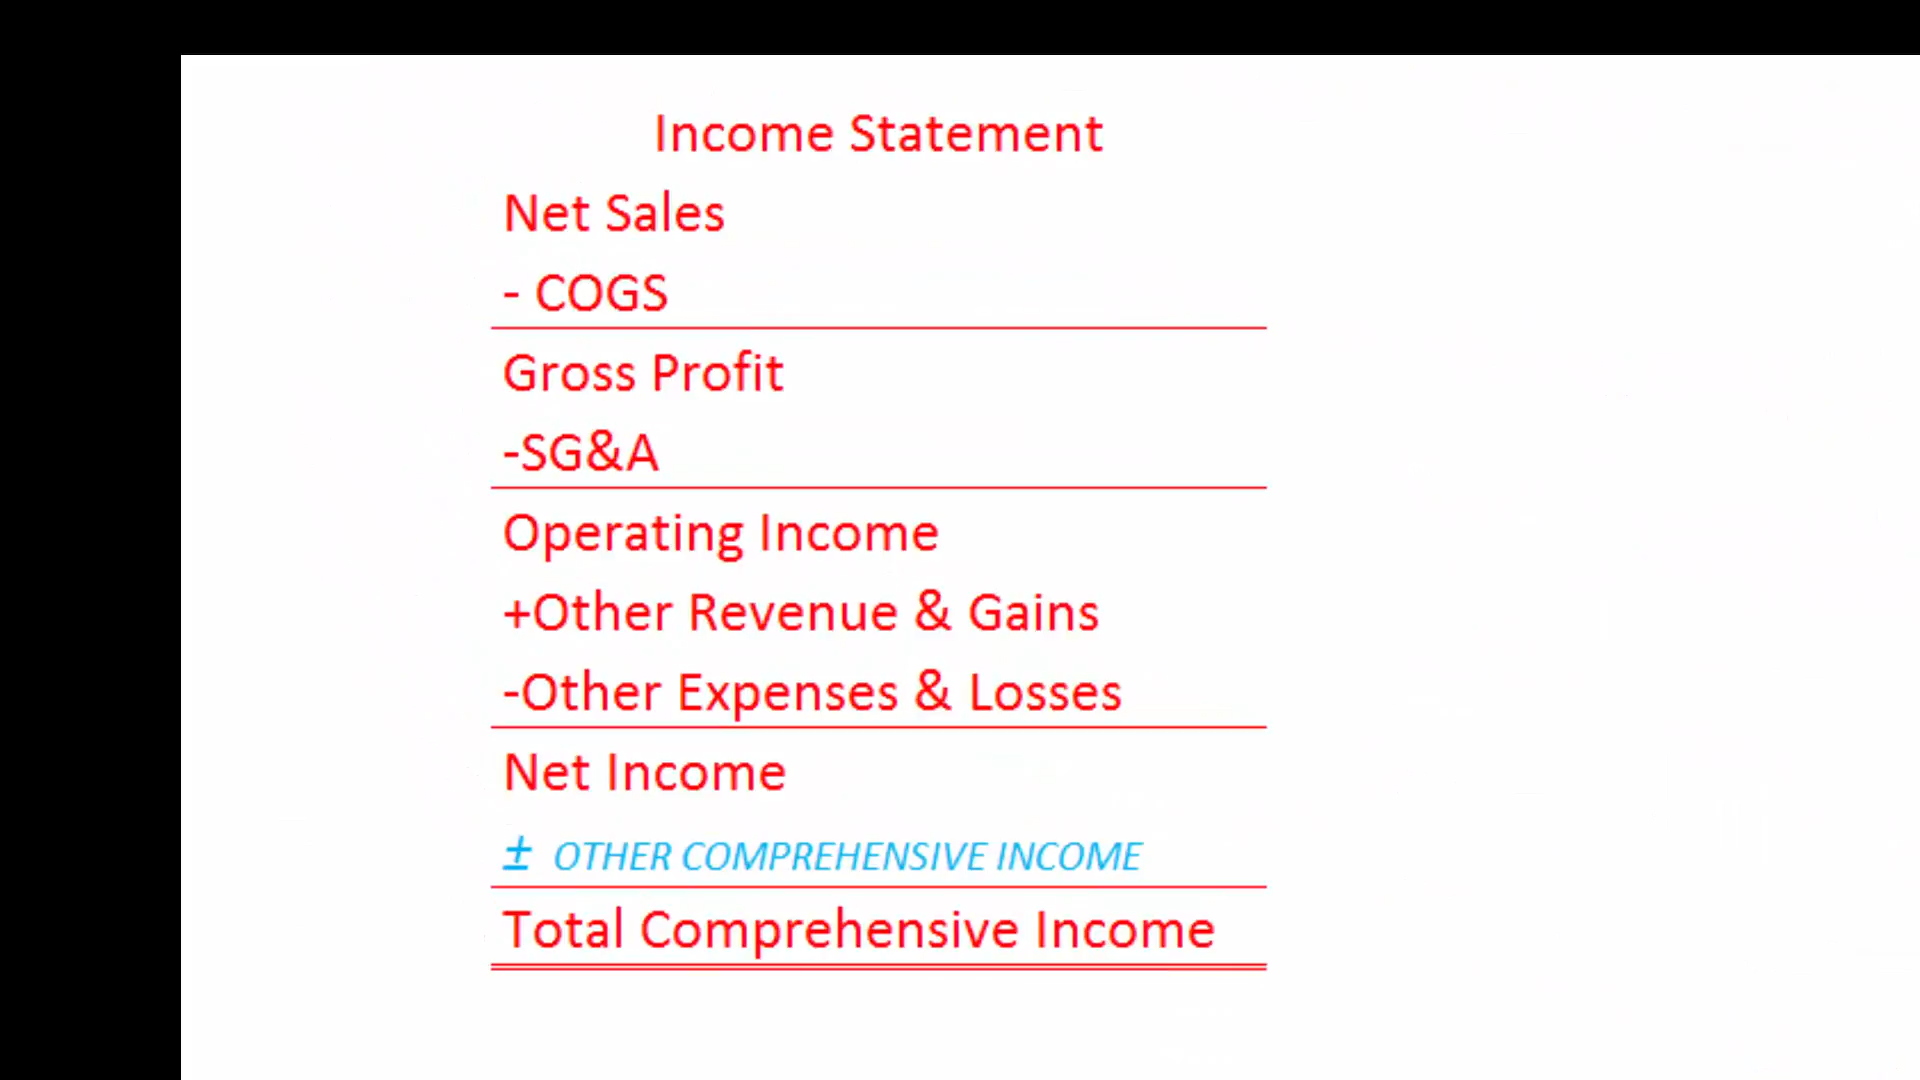 Income Statement
Net Sales
- COGS
Gross Profit
-SG&A
Operating Income
+Other Revenue & Gains
-Other Expenses & Losses
Net Income
± OTHER COMPREHENSIVE INCOME
Total Comprehensive Income